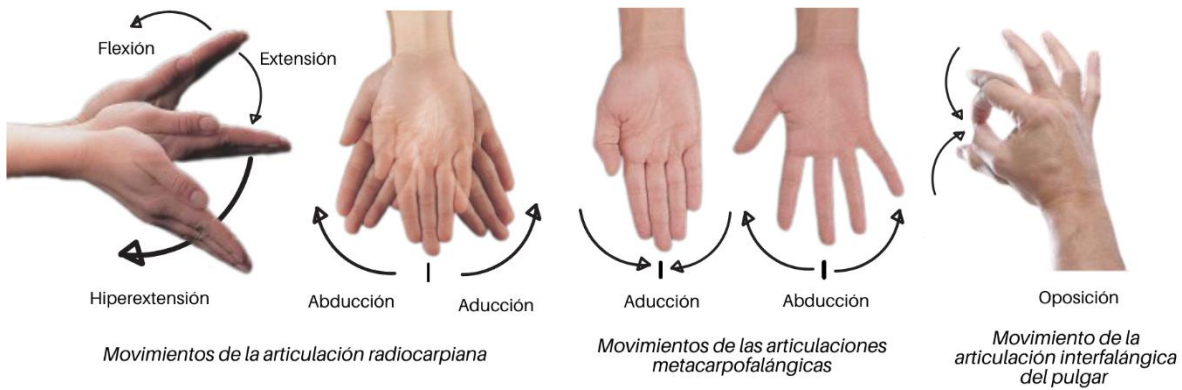 Flexión
Extensión
Hiperextensión
Abducción
Aducción
Movimientos de la articulación radiocarpiana
Aducción
Abducción
Movimientos de las articulaciones
metacarpofalángicas
Oposición
Movimiento de la
articulación interfalángica
del pulgar